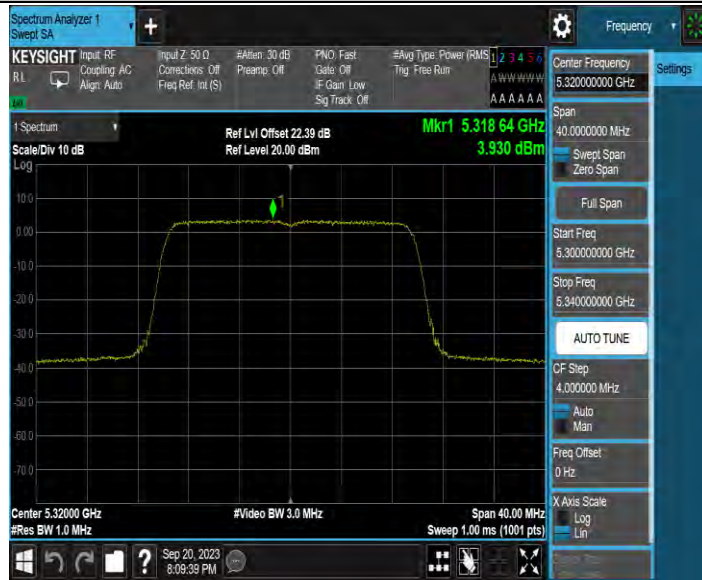 Spectrum Analyzer 1
Swept SA
+
Frequency
KEYSIGHT
RL
Input: RF
Coupling: AC
Align: Auto
Input Z: 50 Ω
Corrections: Off
Freq Ref: Int (S)
#Atten: 30 dB
Preamp: Off
PNO: Fast
Gate: Off
IF Gain: Low
Sig Track: Off
#Avg Type: Power (RMS
Trig: Free Run
1 2 3 4 5 6
A W W W W W
A A A A A A
1 Spectrum
Scale/Div 10 dB
Ref Lvl Offset 22.39 dB
Ref Level 20.00 dBm
Mkr1 5.318 64 GHz
3.930 dBm
Log
10.0
0.00
-10.0
-20.0
-30.0
-40.0
-50.0
-60.0
-70.0
1
Center 5.32000 GHz
#Res BW 1.0 MHz
#Video BW 3.0 MHz
Span 40.00 MHz
Sweep 1.00 ms (1001 pts)
?
Sep 20, 2023
8:09:39 PM
Center Frequency
5.320000000 GHz
Settings
Span
40.0000000 MHz
Swept Span
Zero Span
Full Span
Start Freq
5.300000000 GHz
Stop Freq
5.340000000 GHz
AUTO TUNE
CF Step
4.000000 MHz
Auto
Man
Freq Offset
0 Hz
X Axis Scale
Log
Lin